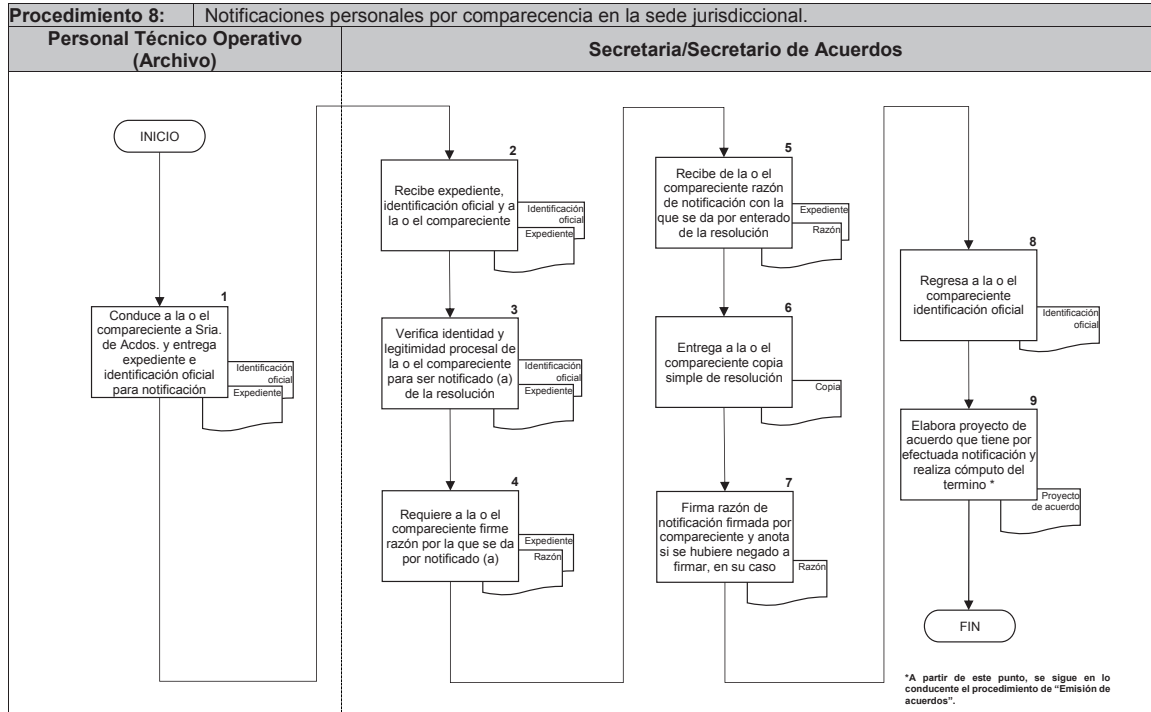 Procedimiento 8: Notificaciones personales por comparecencia en la sede jurisdiccional.
Personal Técnico Operativo
(Archivo)
Secretaria/Secretario de Acuerdos
INICIO
1
Conduce a la o el
compareciente a Sria.
de Acdos. y entrega
expediente e
identificación oficial
para notificación
Identificación
oficial
Expediente
2
Recibe expediente,
identificación oficial y a
la o el compareciente
Identificación
oficial
Expediente
3
Verifica identidad y
legitimidad procesal de
la o el compareciente
para ser notificado (a)
de la resolución
Identificación
oficial
Expediente
4
Requiere a la o el
compareciente firme
razón por la que se da
por notificado (a)
Expediente
Razón
5
Recibe de la o el
compareciente razón
de notificación con la
que se da por enterado
de la resolución
Expediente
Razón
6
Entrega a la o el
compareciente copia
simple de resolución
Copia
7
Firma razón de
notificación firmada por
compareciente y anota
si se hubiere negado a
firmar, en su caso
Razón
8
Regresa a la o el
compareciente
identificación oficial
Identificación
oficial
9
Elabora proyecto de
acuerdo que tiene por
efectuada notificación y
realiza cómputo del
termino *
Proyecto
de acuerdo
FIN
*A partir de este punto, se sigue en lo
conducente el procedimiento de “Emisión de
acuerdos”.